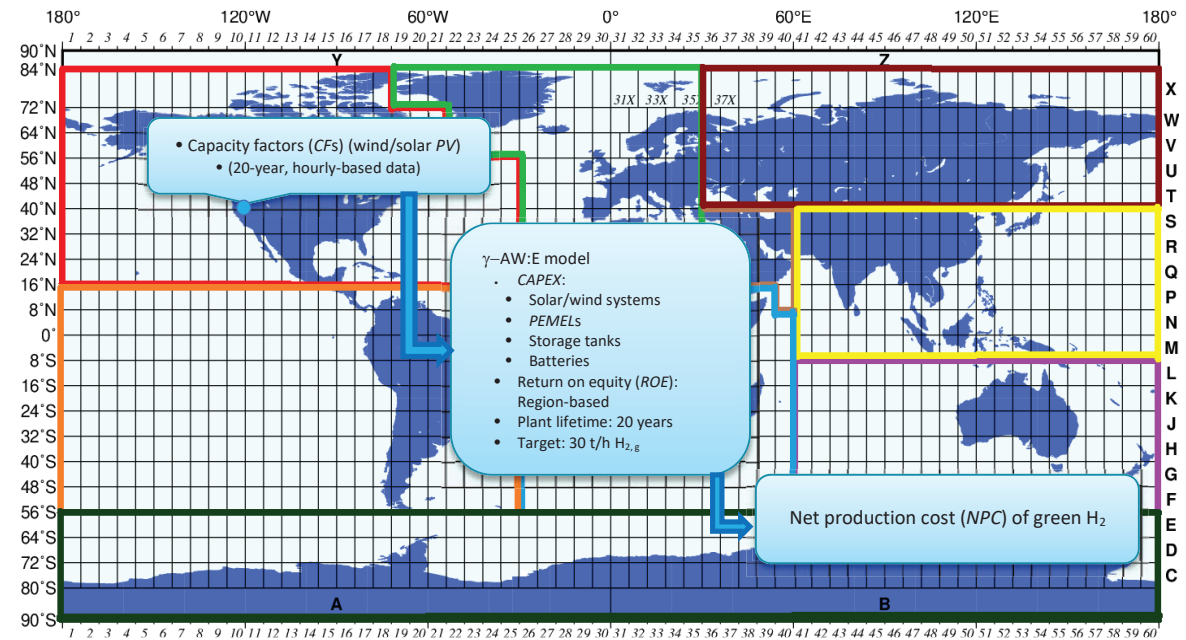 180° 120°W 60°W 0° 60°E 120°E 180°
1 2 3 4 5 6 7 8 9 10 11 12 13 14 15 16 17 18 19 20 21 22 23 24 25 26 27 28 29 30 31 32 33 34 35 36 37 38 39 40 41 42 43 44 45 46 47 48 49 50 51 52 53 54 55 56 57 58 59 60
90°N
Y Z
84°N
X
31X 33X 35X 37X
72°N
W
64°N
V
• Capacity factors (CFs) (wind/solar PV)
• (20-year, hourly-based data)
56°N
U
48°N
T
40°N
S
32°N
R
24°N
Q
16°N
P
8°N
N
0°
M
8°S
L
16°S
K
24°S
J
32°S
H
40°S
G
48°S
F
56°S
E
64°S
D
72°S
C
80°S
A B
90°S
γ–AW:E model
. CAPEX:
• Solar/wind systems
• PEMELs
• Storage tanks
• Batteries
• Return on equity (ROE):
Region-based
• Plant lifetime: 20 years
• Target: 30 t/h H2,g
Net production cost (NPC) of green H2
1 2 3 4 5 6 7 8 9 10 11 12 13 14 15 16 17 18 19 20 21 22 23 24 25 26 27 28 29 30 31 32 33 34 35 36 37 38 39 40 41 42 43 44 45 46 47 48 49 50 51 52 53 54 55 56 57 58 59 60
180° 120°W 60°W 0° 60°E 120°E 180°